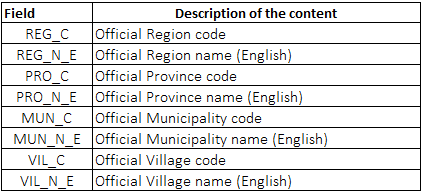 Field Description of the content
REG_C Official Region code
REG_N_E Official Region name (English)
PRO_C Official Province code
PRO_N_E Official Province name (English)
MUN_C Official Municipality code
MUN_N_E Official Municipality name (English)
VIL_C Official Village code
VIL_N_E Official Village name (English)